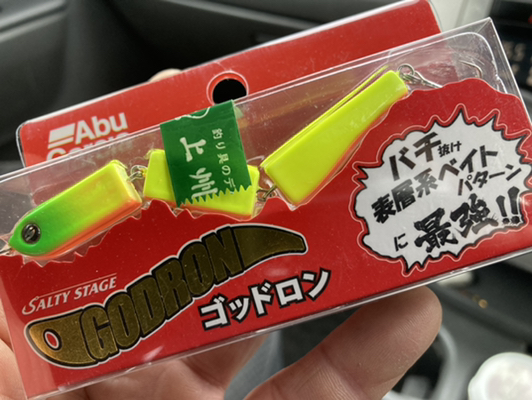 Abu
Garcia
釣り具の
上州
SALTY STAGE
GODRON
ゴッドロン
バチ抜け
表層系ベイト
パターン
に最強!!